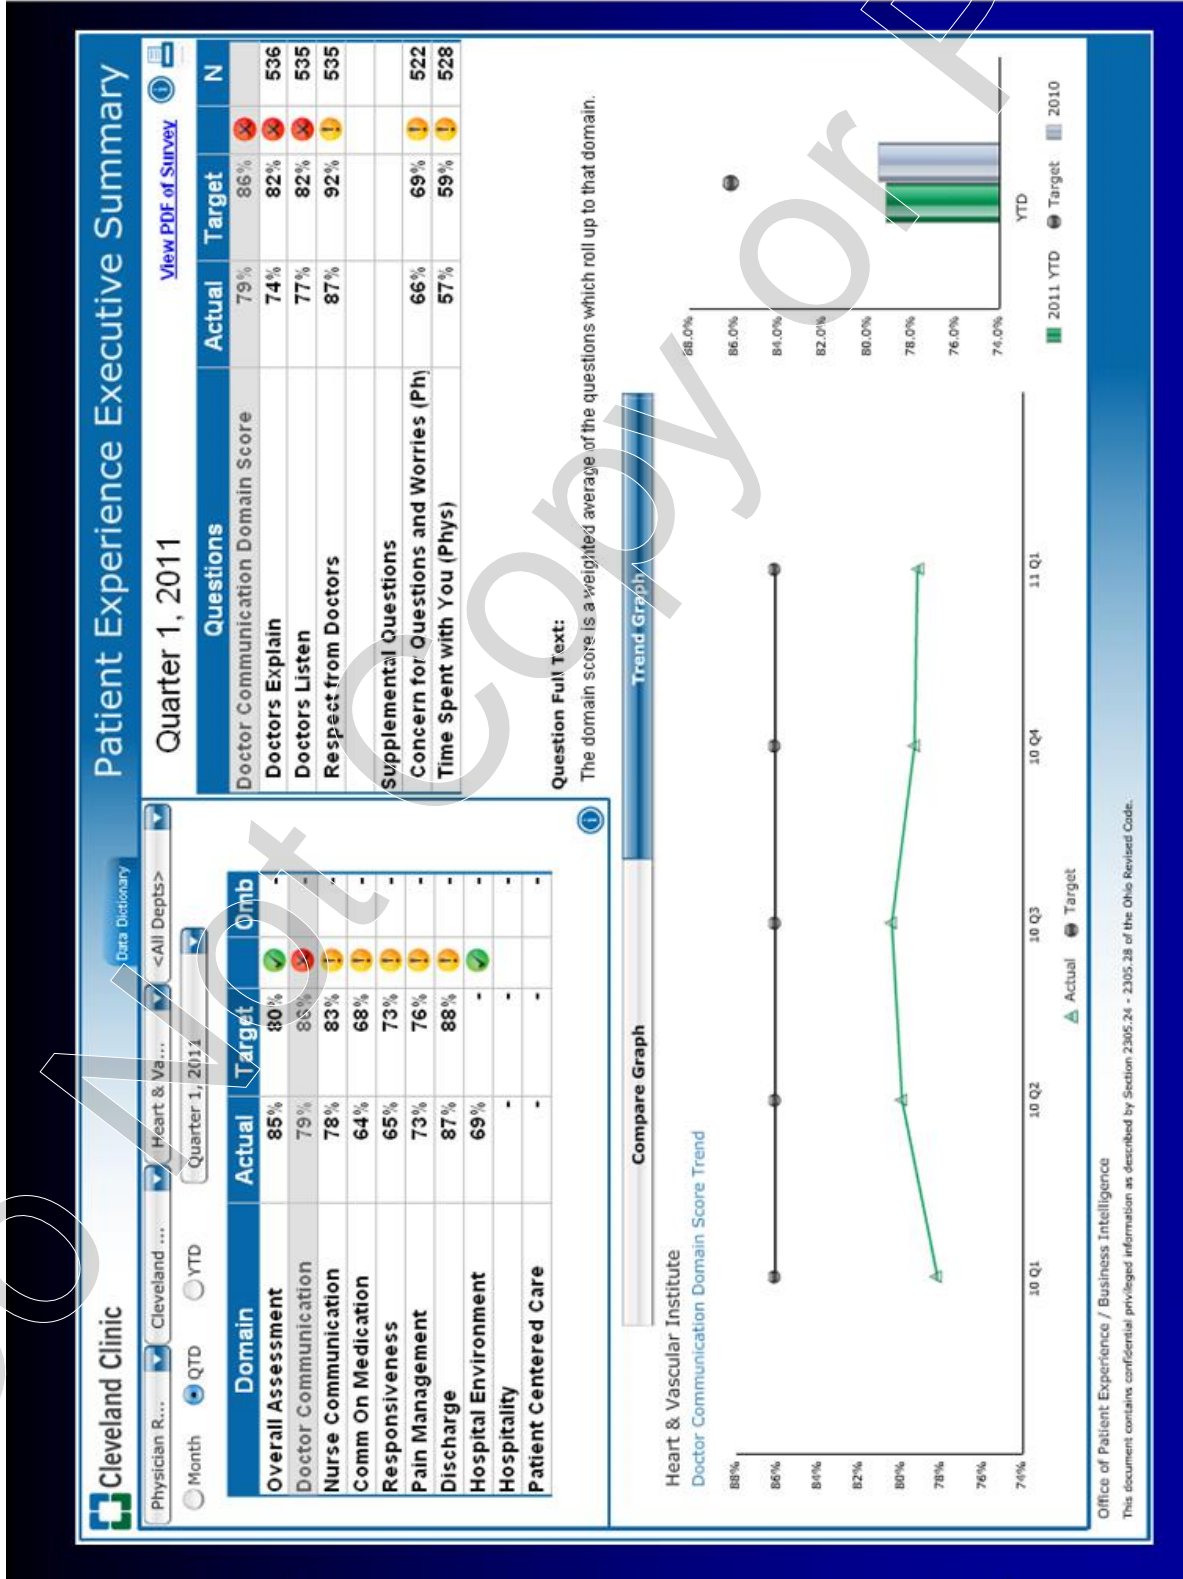 Cleveland Clinic
Data Dictionary
Patient Experience Executive Summary
Physician R...
Cleveland ...
Heart & Va...
<All Depts>
Month
QTD
YTD
Quarter 1, 2011
Domain Actual Target Omb
Overall Assessment 85% 80% -
Doctor Communication 79% 86% -
Nurse Communication 78% 83% -
Comm On Medication 64% 68% -
Responsiveness 65% 73% -
Pain Management 73% 76% -
Discharge 87% 88% -
Hospital Environment 69% - -
Hospitality - - -
Patient Centered Care - - -
Quarter 1, 2011
View PDF of Survey
Questions Actual Target N
Doctor Communication Domain Score 79% 86%
Doctors Explain 74% 82% 536
Doctors Listen 77% 82% 535
Respect from Doctors 87% 92% 535
Supplemental Questions
Concern for Questions and Worries (Phy 66% 69% 522
Time Spent with You (Phys) 57% 59% 528
Question Full Text:
The domain score is a weighted average of the questions which roll up to that domain.
Compare Graph
Trend Graph
Heart & Vascular Institute
Doctor Communication Domain Score Trend
88%
86%
84%
82%
80%
78%
76%
74%
10 Q1 10 Q2 10 Q3 10 Q4 11 Q1
Actual Target
88.0%
86.0%
84.0%
82.0%
80.0%
78.0%
76.0%
74.0%
YTD
2011 YTD Target 2010
Office of Patient Experience / Business Intelligence
This document contains confidential privileged information as described by Section 2305.24 - 2305.28 of the Ohio Revised Code.
o Not Copy or P